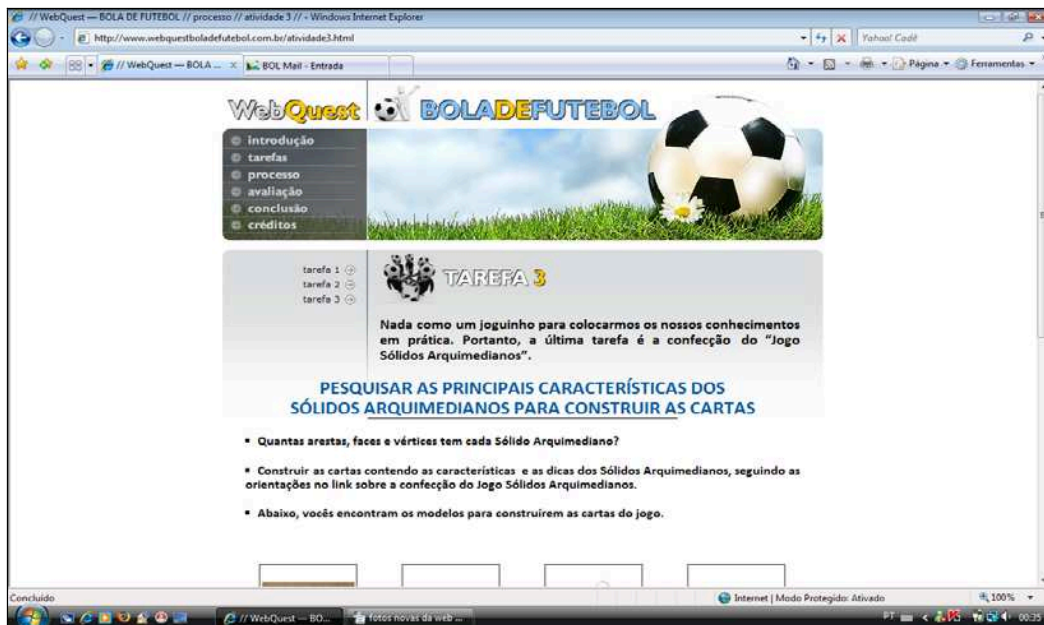 // WebQuest — BOLA DE FUTEBOL // processo // atividade 3 // - Windows Internet Explorer
http://www.webquestboladefutebol.com.br/atividade3.html
Yahoo! Cadê
// WebQuest — BOLA ...
BOL Mail - Entrada
Página
Ferramentas
WebQuest BOLADEFUTEBOL
introdução
tarefas
processo
avaliação
conclusão
créditos
tarefa 1
tarefa 2
tarefa 3
TAREFA 3
Nada como um joguinho para colocarmos os nossos conhecimentos
em prática. Portanto, a última tarefa é a confecção do “Jogo
Sólidos Arquimedianos”.
PESQUISAR AS PRINCIPAIS CARACTERÍSTICAS DOS
SÓLIDOS ARQUIMEDIANOS PARA CONSTRUIR AS CARTAS
▪ Quantas arestas, faces e vértices tem cada Sólido Arquimediano?
▪ Construir as cartas contendo as características e as dicas dos Sólidos Arquimedianos, seguindo as
orientações no link sobre a confecção do Jogo Sólidos Arquimedianos.
▪ Abaixo, vocês encontram os modelos para construírem as cartas do jogo.
Concluído
Internet | Modo Protegido: Ativado
100%
// WebQuest — BO...
fotos novas da web ...
PT
00:35